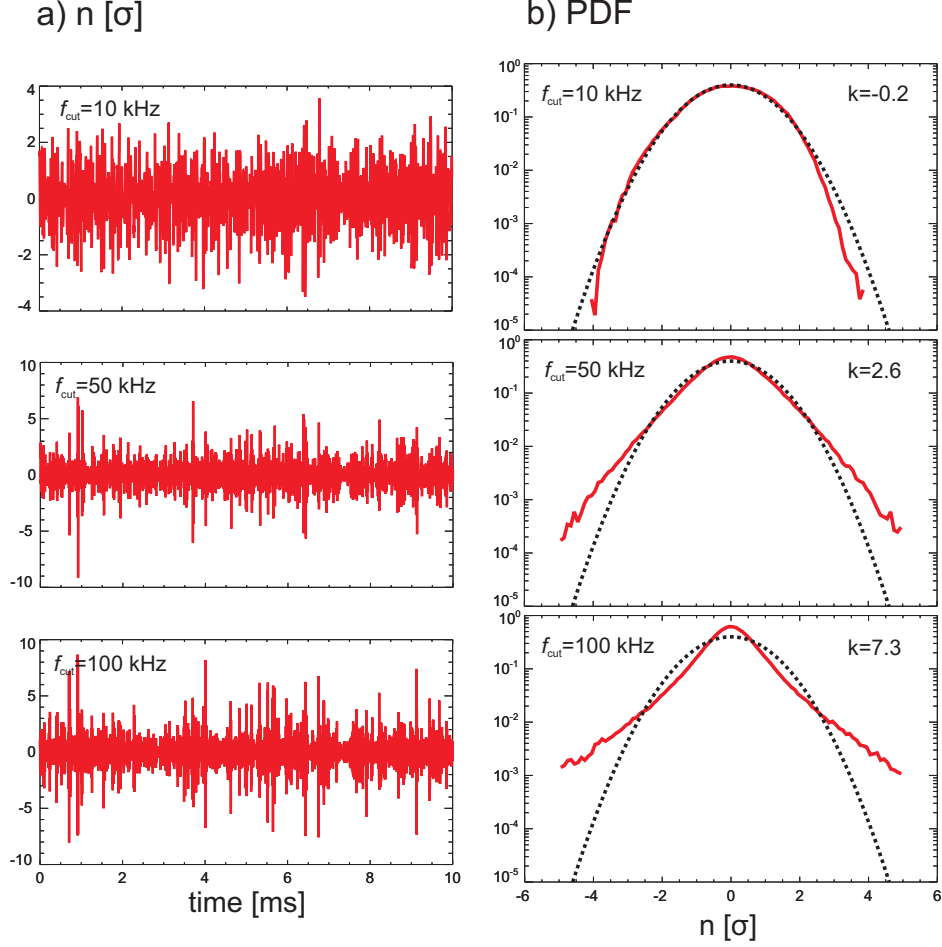 a) n [σ]
b) PDF
4
2
0
-2
-4
f_cut=10 kHz
10^0
10^-1
10^-2
10^-3
10^-4
10^-5
f_cut=10 kHz
k=-0.2
10
5
0
-5
-10
f_cut=50 kHz
10^0
10^-1
10^-2
10^-3
10^-4
10^-5
f_cut=50 kHz
k=2.6
10
5
0
-5
-10
f_cut=100 kHz
0 2 4 6 8 10
time [ms]
10^0
10^-1
10^-2
10^-3
10^-4
10^-5
f_cut=100 kHz
k=7.3
-6 -4 -2 0 2 4 6
n [σ]